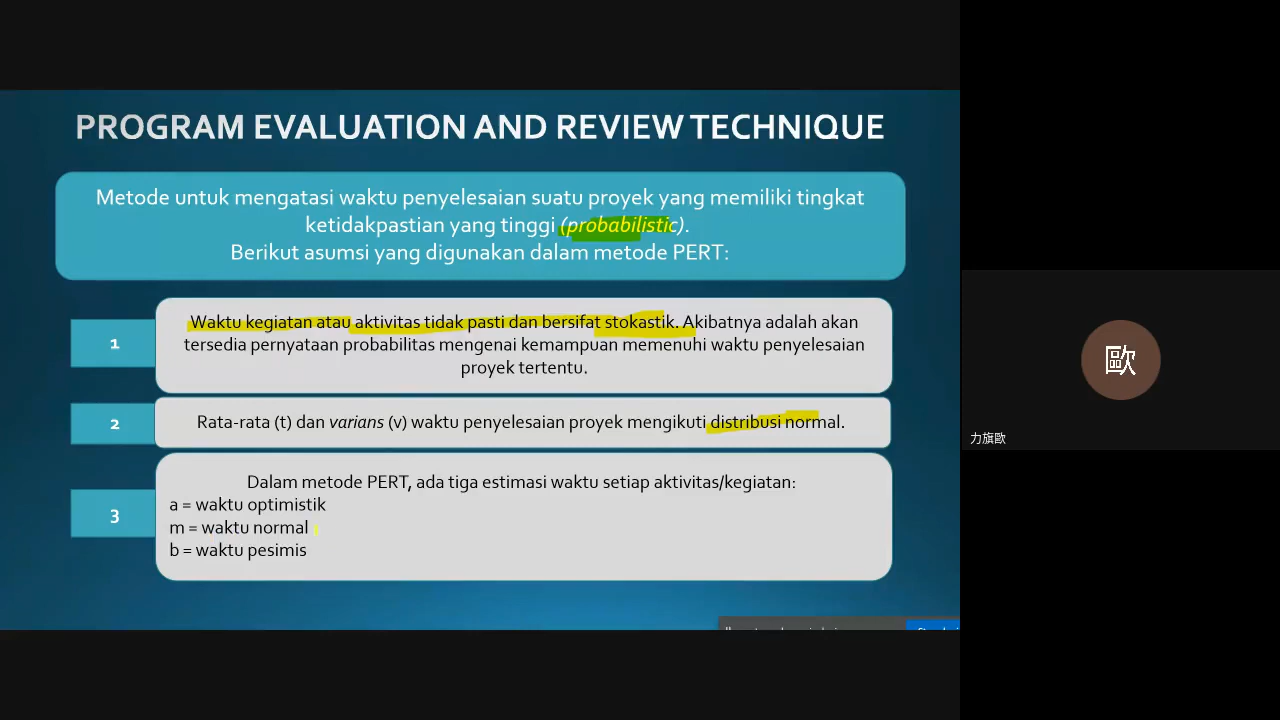 PROGRAM EVALUATION AND REVIEW TECHNIQUE
Metode untuk mengatasi waktu penyelesaian suatu proyek yang memiliki tingkat
ketidakpastian yang tinggi (probabilistic).
Berikut asumsi yang digunakan dalam metode PERT:
1
Waktu kegiatan atau aktivitas tidak pasti dan bersifat stokastik. Akibatnya adalah akan
tersedia pernyataan probabilitas mengenai kemampuan memenuhi waktu penyelesaian
proyek tertentu.
2
Rata-rata (t) dan varians (v) waktu penyelesaian proyek mengikuti distribusi normal.
3
Dalam metode PERT, ada tiga estimasi waktu setiap aktivitas/kegiatan:
a = waktu optimistik
m = waktu normal
b = waktu pesimis
歐
力旗歐